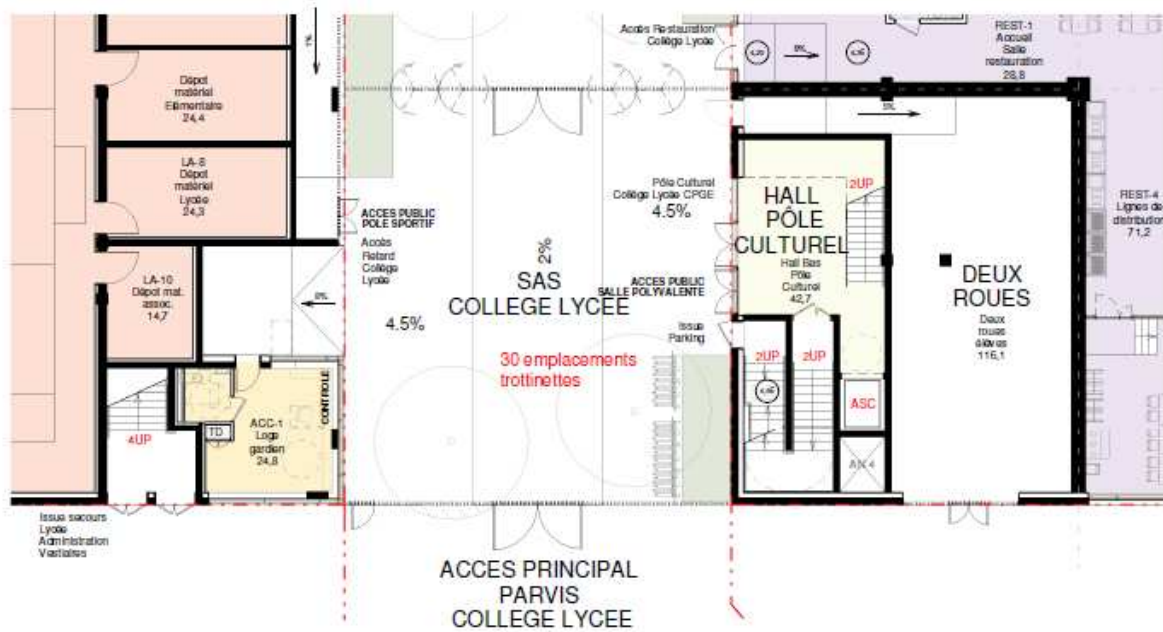 1%
Dépot
matériel
Elémentaire
24,4
LA-8
Dépot
matériel
Lycée
24,3
LA-10
Dépot mat.
assoc.
14,7
ACCES PUBLIC
POLE SPORTIF
Accès
Retard
Collège
Lycée
6%
4.5%
4UP
TD
ACC-1
Loge
gardien
24,8
CONTROLE
Issue secours
Lycée
Administration
Vestiaires
2%
SAS
COLLEGE LYCEE
30 emplacements
trottinettes
ACCES PRINCIPAL
PARVIS
COLLEGE LYCEE
Accès Restauration
Collège Lycée
Pôle Culturel
Collège Lycée CPGE
4.5%
ACCES PUBLIC
SALLE POLYVALENTE
Issue
Parking
HALL
PÔLE
CULTUREL
Hall Bas
Pôle
Culturel
42,7
2UP
2UP
2UP
ASC
5%
REST-1
Accueil
Salle
restauration
28,8
DEUX
ROUES
Deux
roues
élèves
116,1
REST-4
Lignes de
distribution
71,2